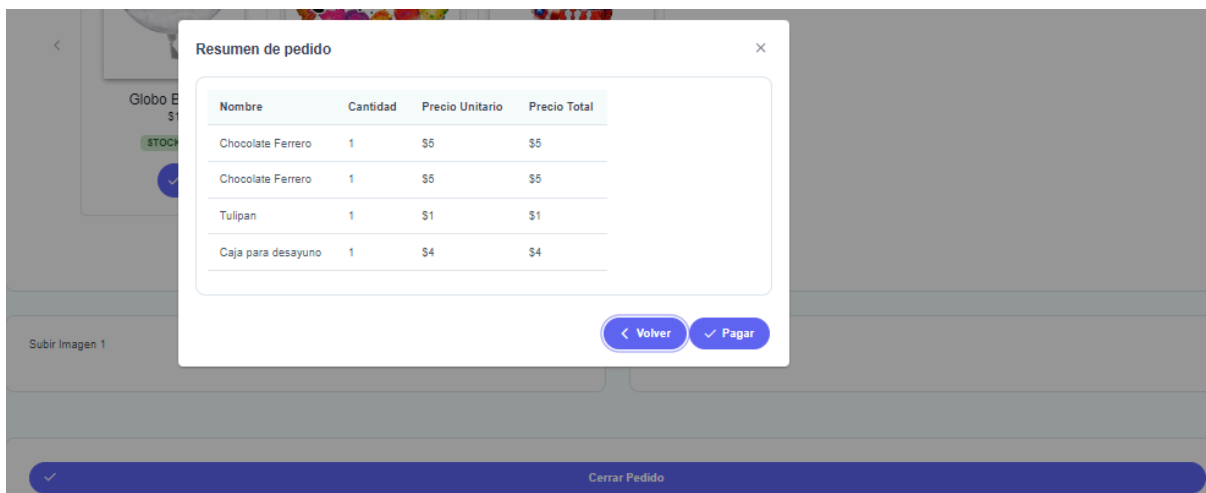 Resumen de pedido
Globo
Nombre Cantidad Precio Unitario Precio Total
Chocolate Ferrero 1 $5 $5
Chocolate Ferrero 1 $5 $5
Tulipan 1 $1 $1
Caja para desayuno 1 $4 $4
Volver Pagar
Subir Imagen 1
Cerrar Pedido